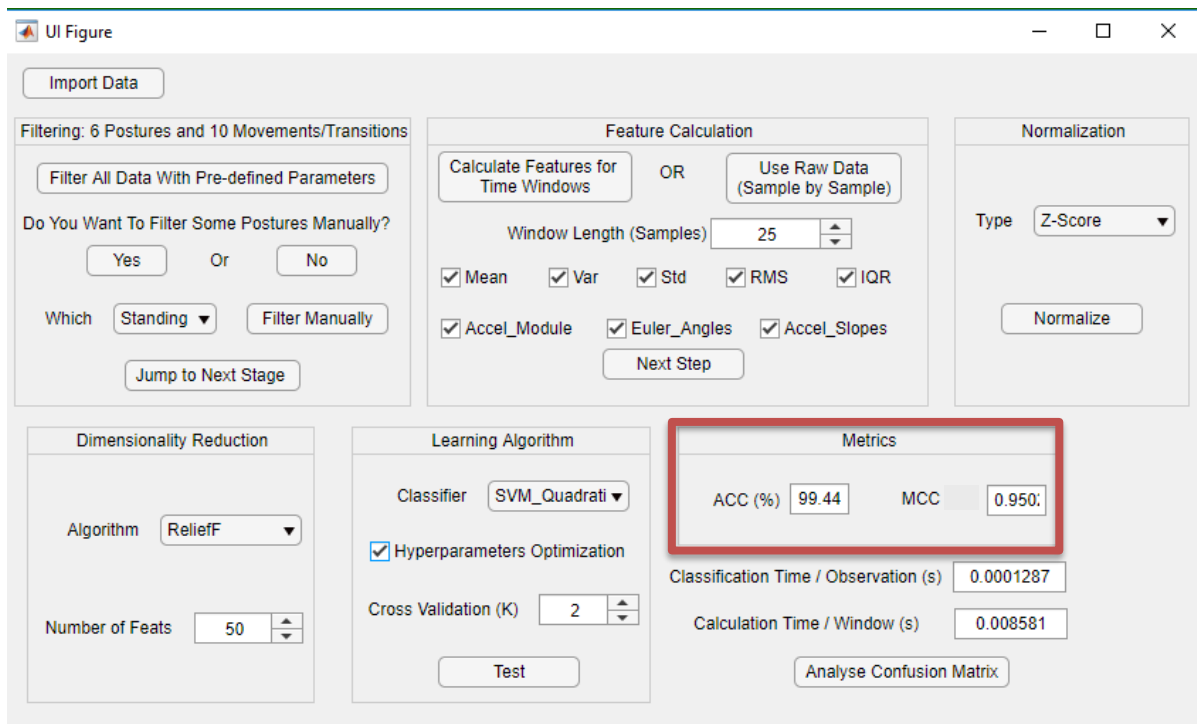 UI Figure
Import Data
Filtering: 6 Postures and 10 Movements/Transitions
Filter All Data With Pre-defined Parameters
Do You Want To Filter Some Postures Manually?
Yes Or No
Which Standing Filter Manually
Jump to Next Stage
Feature Calculation
Calculate Features for
Time Windows
OR
Use Raw Data
(Sample by Sample)
Window Length (Samples) 25
Mean Var Std RMS IQR
Accel_Module Euler_Angles Accel_Slopes
Next Step
Normalization
Type Z-Score
Normalize
Dimensionality Reduction
Algorithm ReliefF
Number of Feats 50
Learning Algorithm
Classifier SVM_Quadrati
Hyperparameters Optimization
Cross Validation (K) 2
Test
Metrics
ACC (%) 99.44 MCC 0.950
Classification Time / Observation (s) 0.0001287
Calculation Time / Window (s) 0.008581
Analyse Confusion Matrix